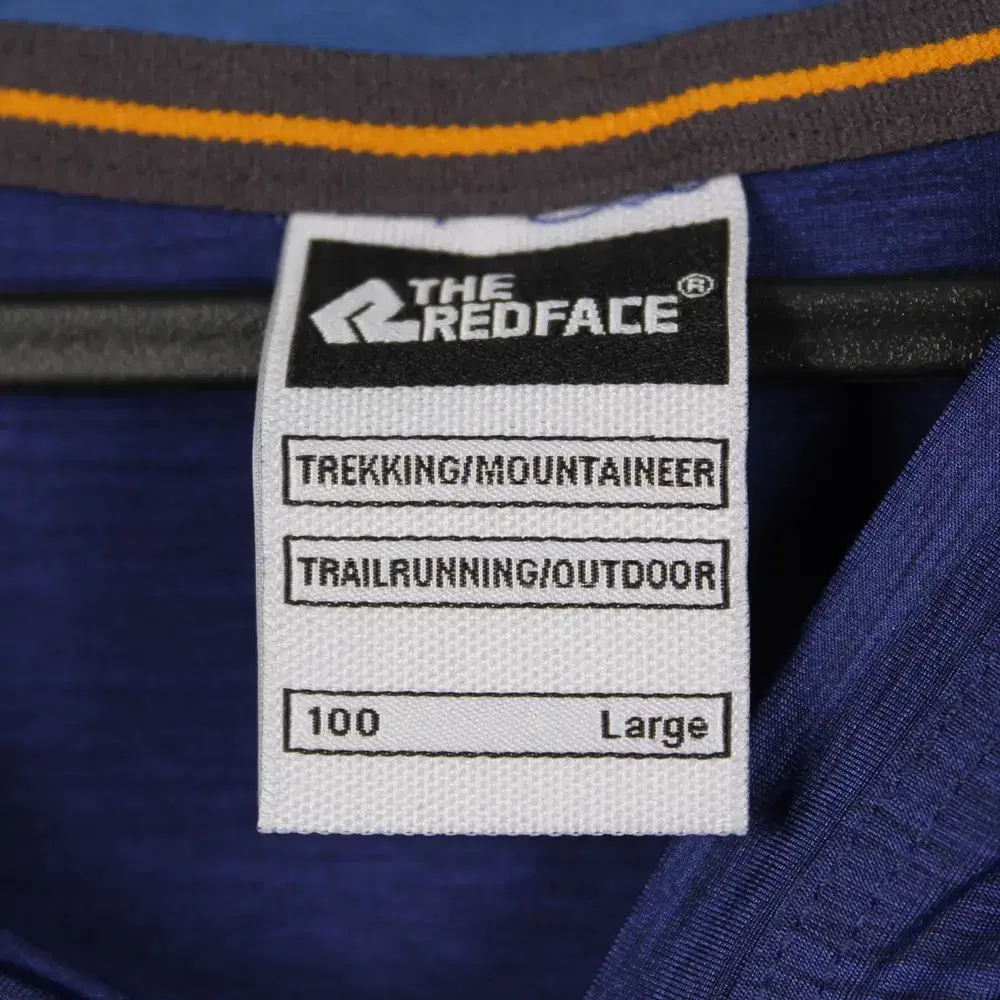 THE
REDFACE®
TREKKING/MOUNTAINEER
TRAILRUNNING/OUTDOOR
100 Large